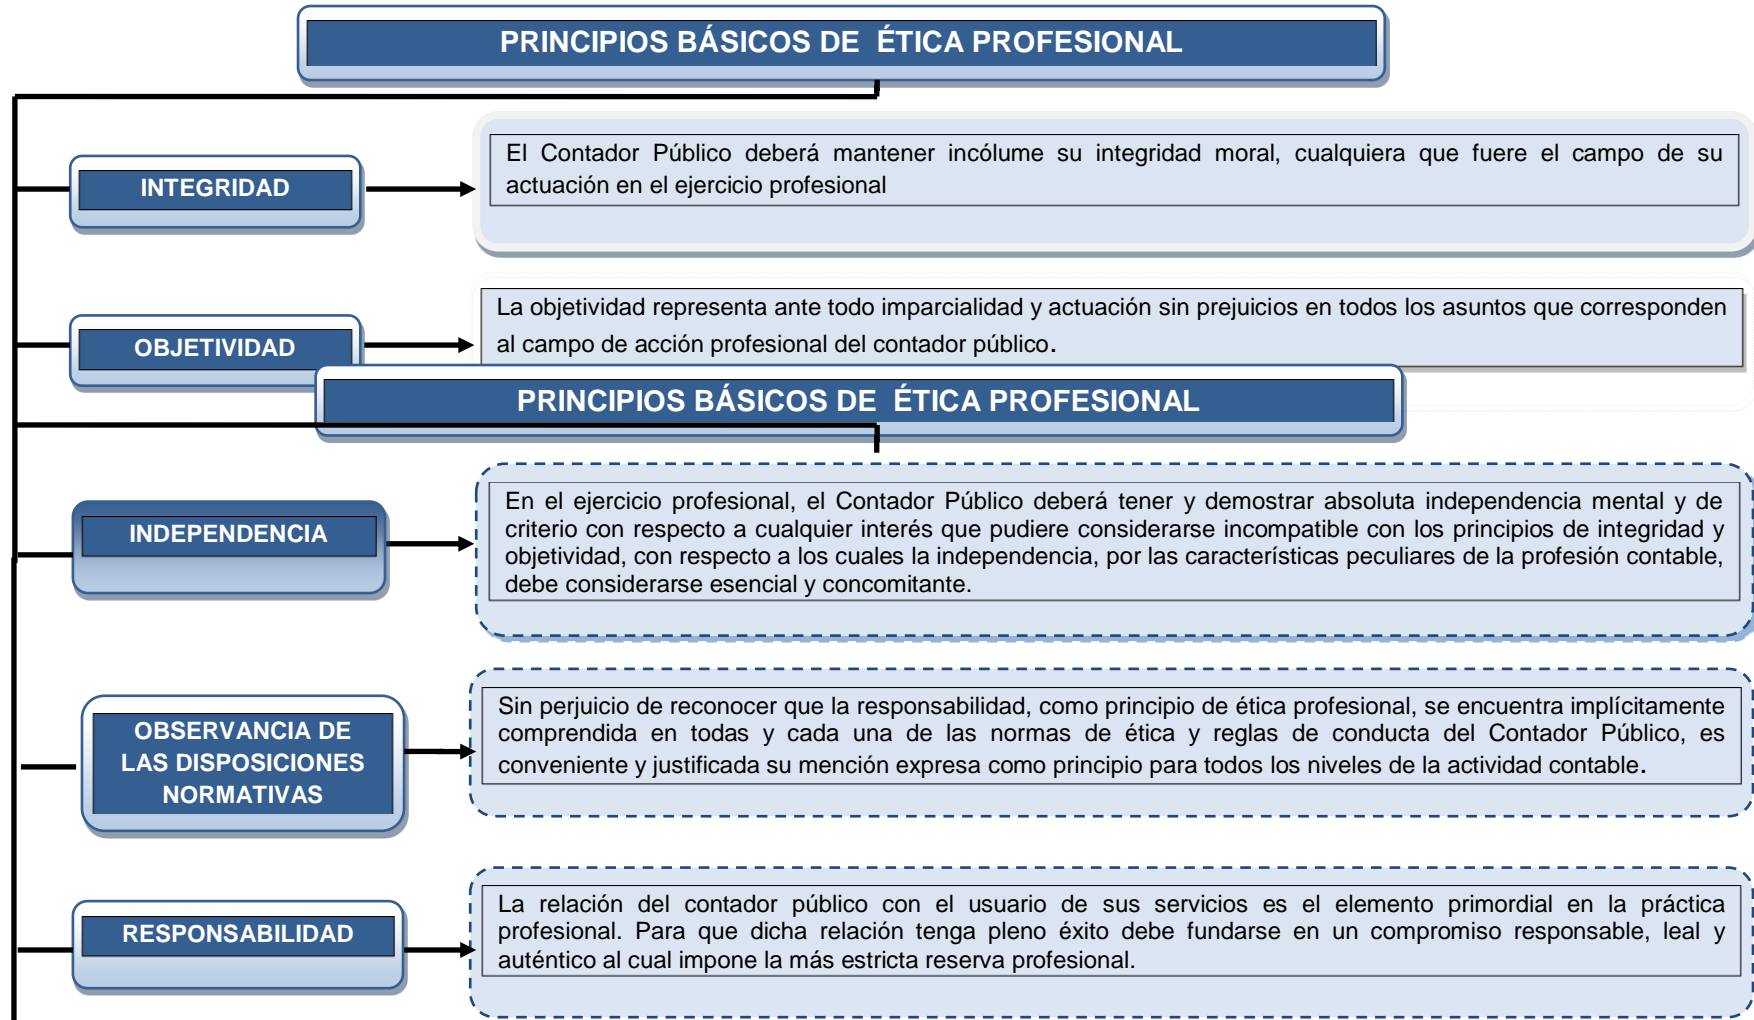 PRINCIPIOS BÁSICOS DE ÉTICA PROFESIONAL
INTEGRIDAD
El Contador Público deberá mantener incólume su integridad moral, cualquiera que fuere el campo de su
actuación en el ejercicio profesional
OBJETIVIDAD
La objetividad representa ante todo imparcialidad y actuación sin prejuicios en todos los asuntos que corresponden
al campo de acción profesional del contador público.
PRINCIPIOS BÁSICOS DE ÉTICA PROFESIONAL
INDEPENDENCIA
En el ejercicio profesional, el Contador Público deberá tener y demostrar absoluta independencia mental y de
criterio con respecto a cualquier interés que pudiere considerarse incompatible con los principios de integridad y
objetividad, con respecto a los cuales la independencia, por las características peculiares de la profesión contable,
debe considerarse esencial y concomitante.
OBSERVANCIA DE
LAS DISPOSICIONES
NORMATIVAS
Sin perjuicio de reconocer que la responsabilidad, como principio de ética profesional, se encuentra implícitamente
comprendida en todas y cada una de las normas de ética y reglas de conducta del Contador Público, es
conveniente y justificada su mención expresa como principio para todos los niveles de la actividad contable.
RESPONSABILIDAD
La relación del contador público con el usuario de sus servicios es el elemento primordial en la práctica
profesional. Para que dicha relación tenga pleno éxito debe fundarse en un compromiso responsable, leal y
auténtico al cual impone la más estricta reserva profesional.